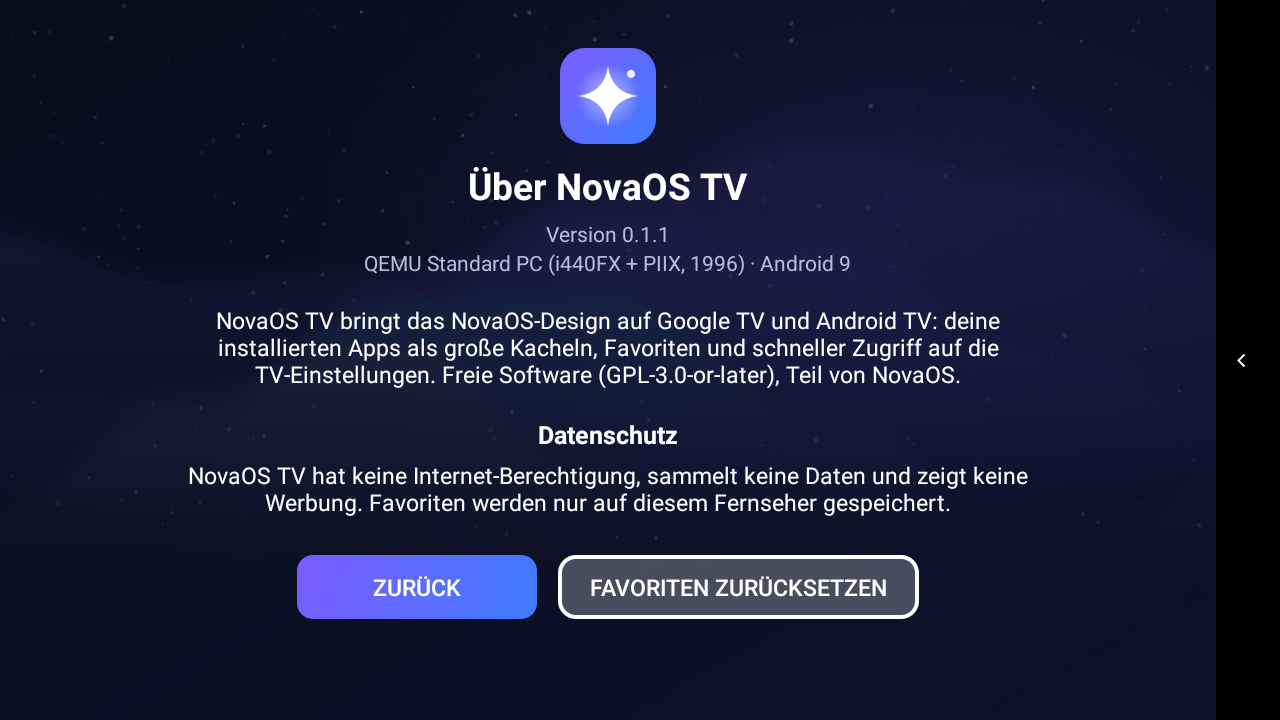 Über NovaOS TV
Version 0.1.1
QEMU Standard PC (i440FX + PIIX, 1996) · Android 9
NovaOS TV bringt das NovaOS-Design auf Google TV und Android TV: deine
installierten Apps als große Kacheln, Favoriten und schneller Zugriff auf die
TV-Einstellungen. Freie Software (GPL-3.0-or-later), Teil von NovaOS.
Datenschutz
NovaOS TV hat keine Internet-Berechtigung, sammelt keine Daten und zeigt keine
Werbung. Favoriten werden nur auf diesem Fernseher gespeichert.
ZURÜCK
FAVORITEN ZURÜCKSETZEN